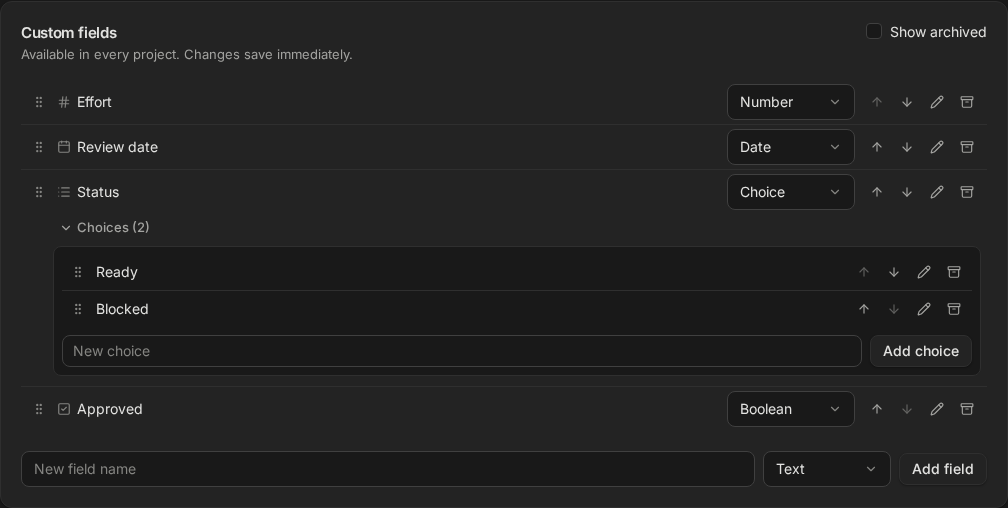 Custom fields
Show archived
Available in every project. Changes save immediately.
Effort
Number
Review date
Date
Status
Choice
Choices (2)
Ready
Blocked
New choice
Add choice
Approved
Boolean
New field name
Text
Add field